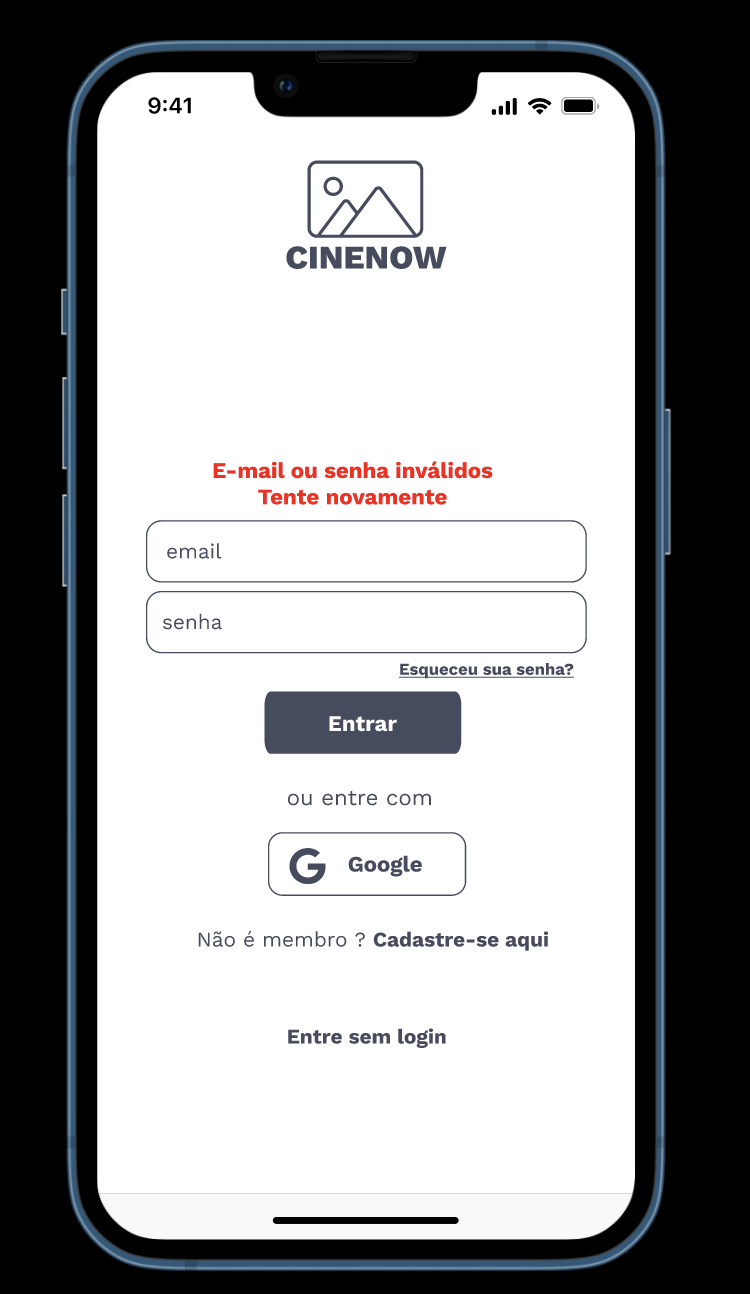 9:41
CINENOW
E-mail ou senha inválidos
Tente novamente
email
senha
Esqueceu sua senha?
Entrar
ou entre com
Google
Não é membro ? Cadastre-se aqui
Entre sem login